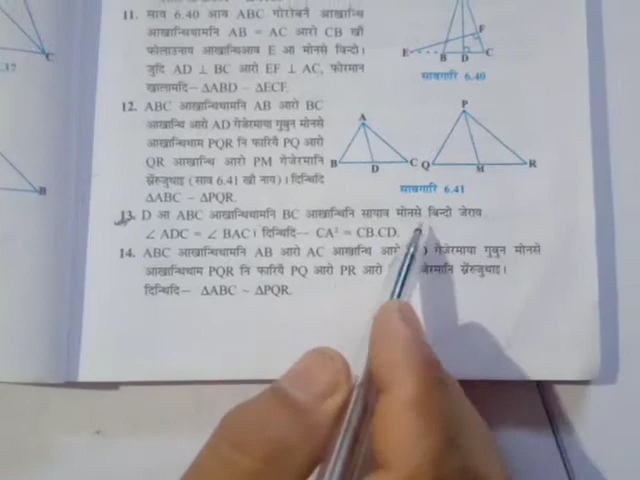 11. साव 6.40 आव ABC गोरोबनै आखान्थि
आखान्थिथामनि AB = AC आरो CB खौ
फोलाउनाय आखान्थिआव E आ मोनसे बिन्दो।
जुदि AD ⊥ BC आरो EF ⊥ AC, फोरमान
खालामदि– ΔABD ~ ΔECF.
F
E B D C
सावगारि 6.40
12. ABC आखान्थिथामनि AB आरो BC
आखान्थि आरो AD गेजेरमाया गुबुन मोनसे
आखान्थिथाम PQR नि फारियै PQ आरो
QR आखान्थि आरो PM गेजेरमानि
रुजुथाइ (साव 6.41 खौ नाय)। दिन्थिदि
ΔABC ~ ΔPQR.
A
B D C
P
Q M R
सावगारि 6.41
13. D आ ABC आखान्थिथामनि BC आखान्थिनि सायाव मोनसे बिन्दो जेराव
∠ ADC = ∠ BAC। दिन्थिदि– CA² = CB.CD.
14. ABC आखान्थिथामनि AB आरो AC आखान्थि गेजेरमाया गुबुन मोनसे
आखान्थिथाम PQR नि फारियै PQ आरो PR आरो
दिन्थिदि– ΔABC ~ ΔPQR.
C
B